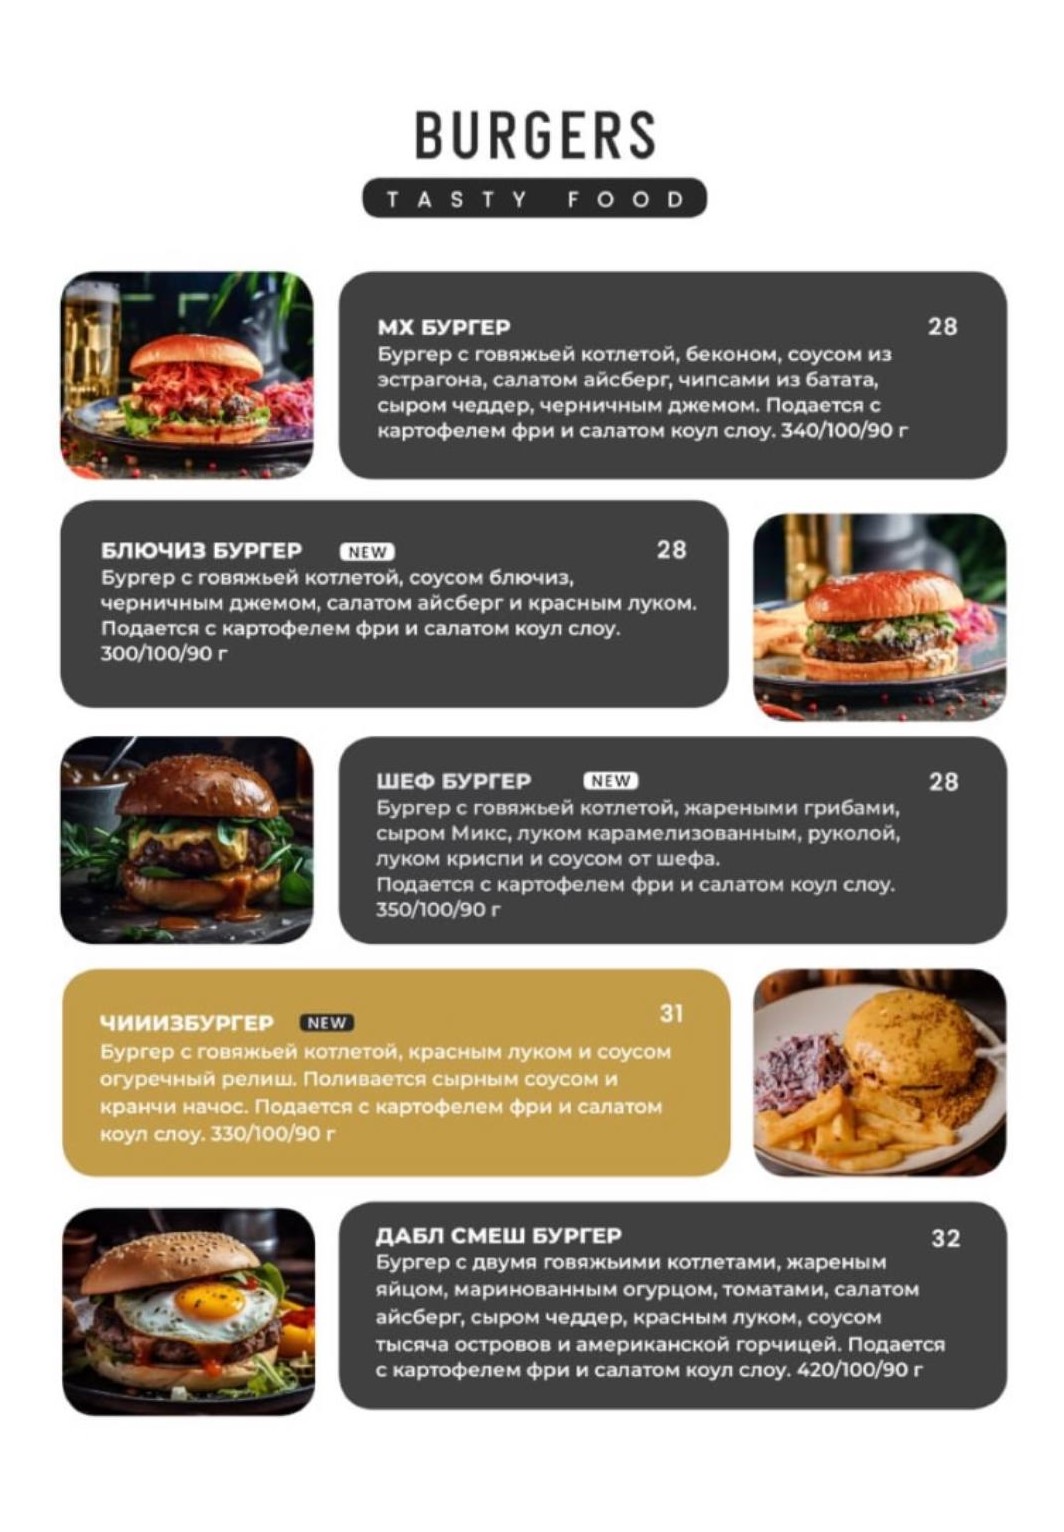 BURGERS
TASTY FOOD
МХ БУРГЕР 28
Бургер с говяжьей котлетой, беконом, соусом из
эстрагона, салатом айсберг, чипсами из батата,
сыром чеддер, черничным джемом. Подается с
картофелем фри и салатом коул слоу. 340/100/90 г
БЛЮЧИЗ БУРГЕР NEW 28
Бургер с говяжьей котлетой, соусом блючиз,
черничным джемом, салатом айсберг и красным луком.
Подается с картофелем фри и салатом коул слоу.
300/100/90 г
ШЕФ БУРГЕР NEW 28
Бургер с говяжьей котлетой, жареными грибами,
сыром Микс, луком карамелизованным, руколой,
луком криспи и соусом от шефа.
Подается с картофелем фри и салатом коул слоу.
350/100/90 г
ЧИИИЗБУРГЕР NEW 31
Бургер с говяжьей котлетой, красным луком и соусом
огуречный релиш. Поливается сырным соусом и
кранчи начос. Подается с картофелем фри и салатом
коул слоу. 330/100/90 г
ДАБЛ СМЕШ БУРГЕР 32
Бургер с двумя говяжьими котлетами, жареным
яйцом, маринованным огурцом, томатами, салатом
айсберг, сыром чеддер, красным луком, соусом
тысяча островов и американской горчицей. Подается
с картофелем фри и салатом коул слоу. 420/100/90 г